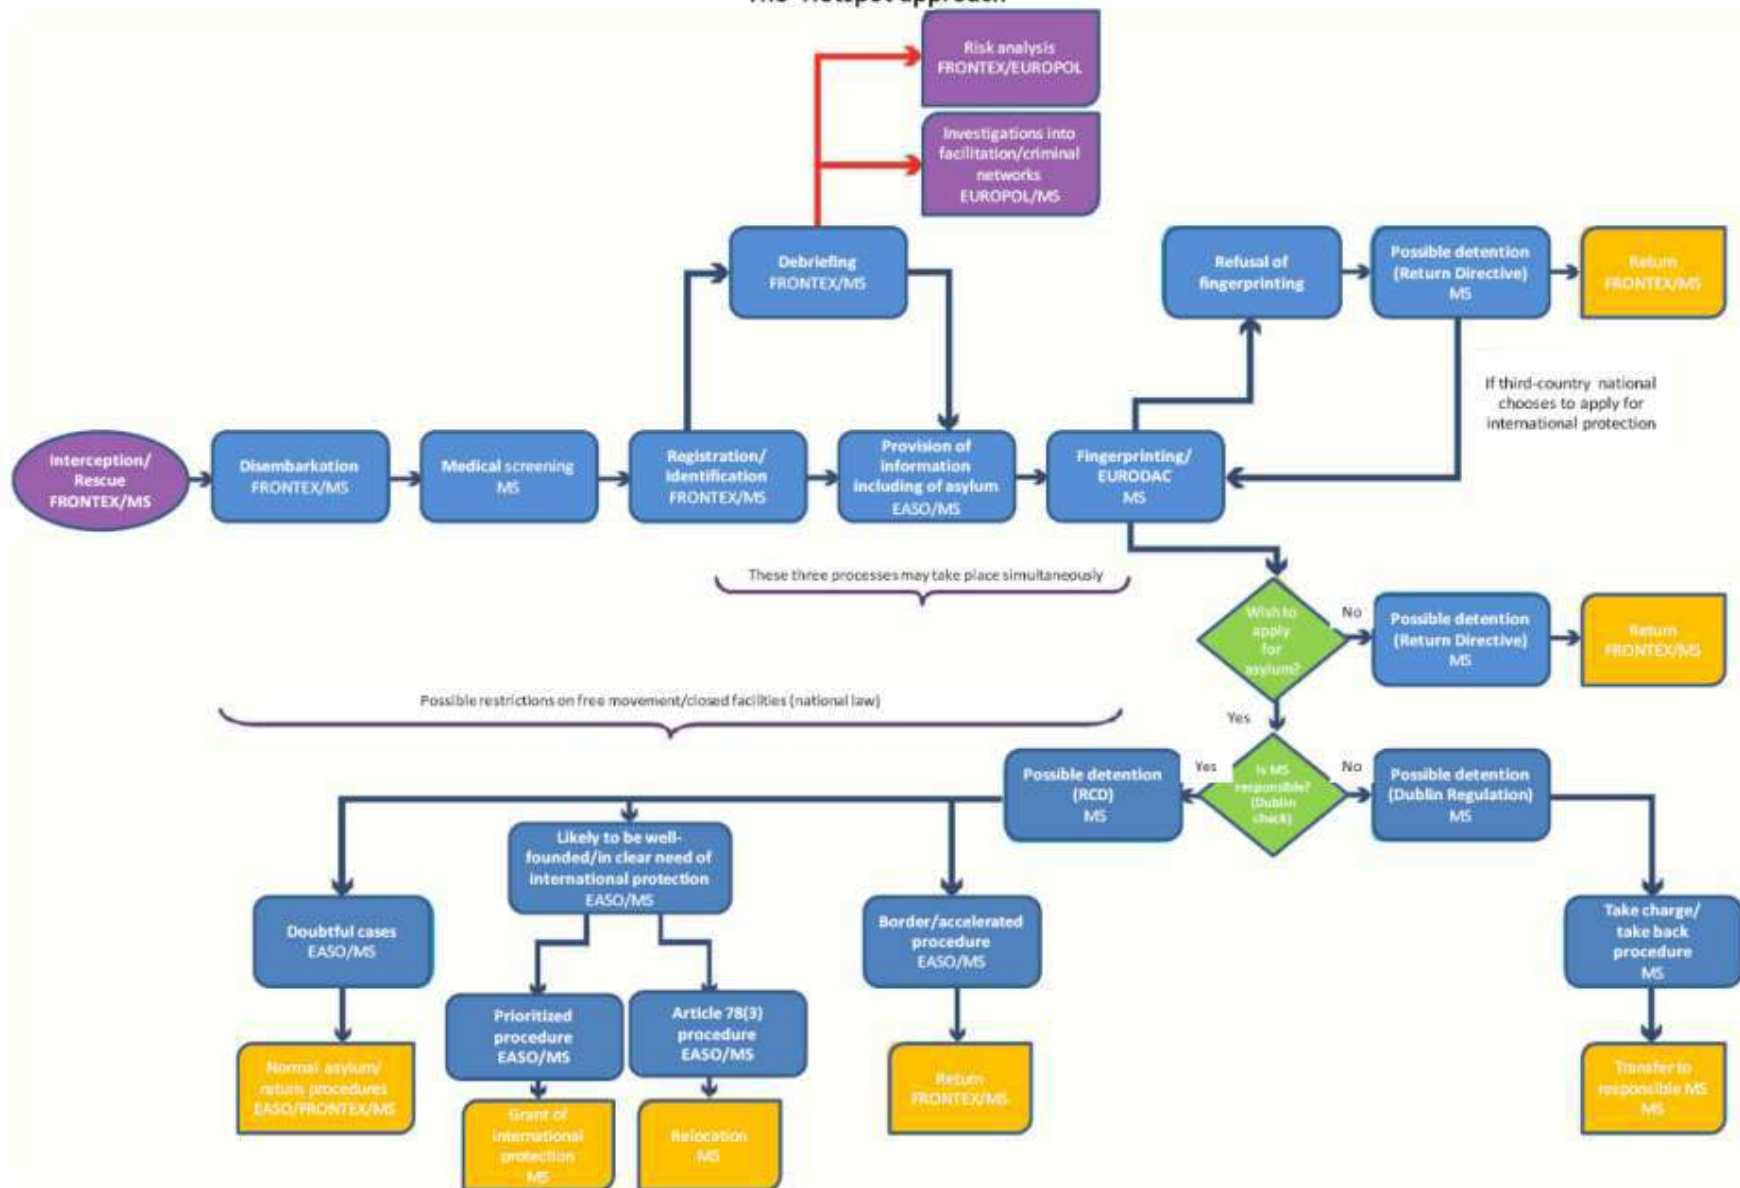 The 'Hotspot approach'
Risk analysis
FRONTEX/EUROPOL
Investigations into
facilitation/criminal
networks
EUROPOL/MS
Debriefing
FRONTEX/MS
Refusal of
fingerprinting
Possible detention
(Return Directive)
MS
Return
FRONTEX/MS
If third-country national
chooses to apply for
international protection
Interception/
Rescue
FRONTEX/MS
Disembarkation
FRONTEX/MS
Medical screening
MS
Registration/
Identification
FRONTEX/MS
Provision of
information
including of asylum
EASO/MS
Fingerprinting/
EURODAC
MS
These three processes may take place simultaneously
Wish to
apply
for
asylum?
No
Possible detention
(Return Directive)
MS
Return
FRONTEX/MS
Possible restrictions on free movement/closed facilities (national law)
Yes
Possible detention
(RCD)
MS
Yes
Is MS
responsible?
(Dublin
check)
No
Possible detention
(Dublin Regulation)
MS
Likely to be well-
founded/in clear need of
international protection
EASO/MS
Doubtful cases
EASO/MS
Border/accelerated
procedure
EASO/MS
Take charge/
take back
procedure
MS
Prioritized
procedure
EASO/MS
Article 78(3)
procedure
EASO/MS
Normal asylum/
return procedures
EASO/FRONTEX/MS
Grant of
international
protection
MS
Relocation
MS
Return
FRONTEX/MS
Transfer to
responsible MS
MS